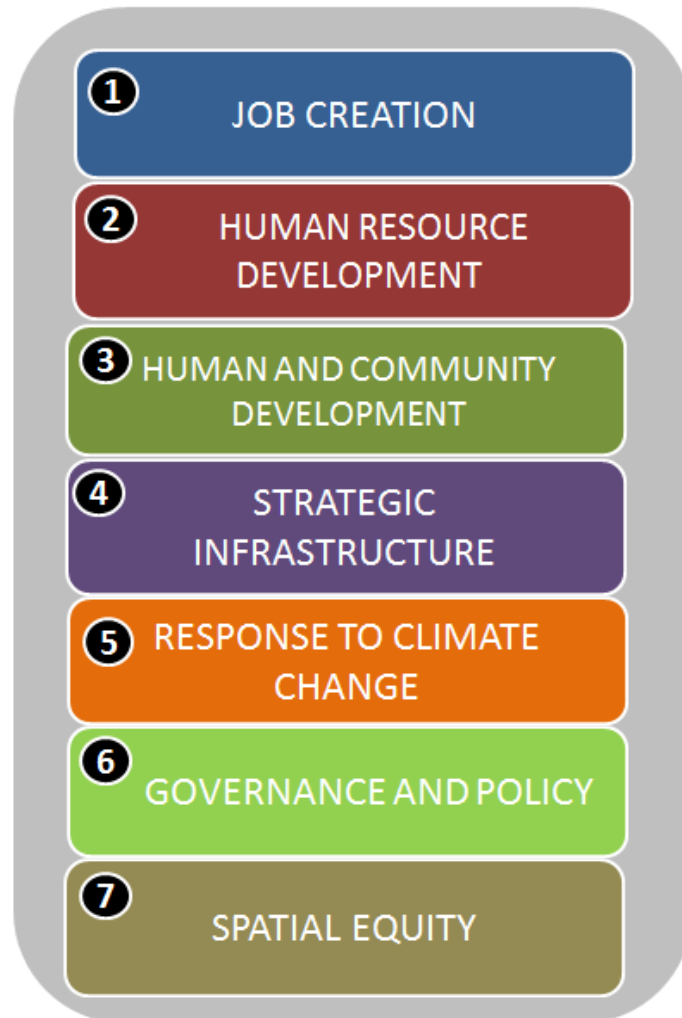 1
JOB CREATION
2
HUMAN RESOURCE
DEVELOPMENT
3
HUMAN AND COMMUNITY
DEVELOPMENT
4
STRATEGIC
INFRASTRUCTURE
5
RESPONSE TO CLIMATE
CHANGE
6
GOVERNANCE AND POLICY
7
SPATIAL EQUITY